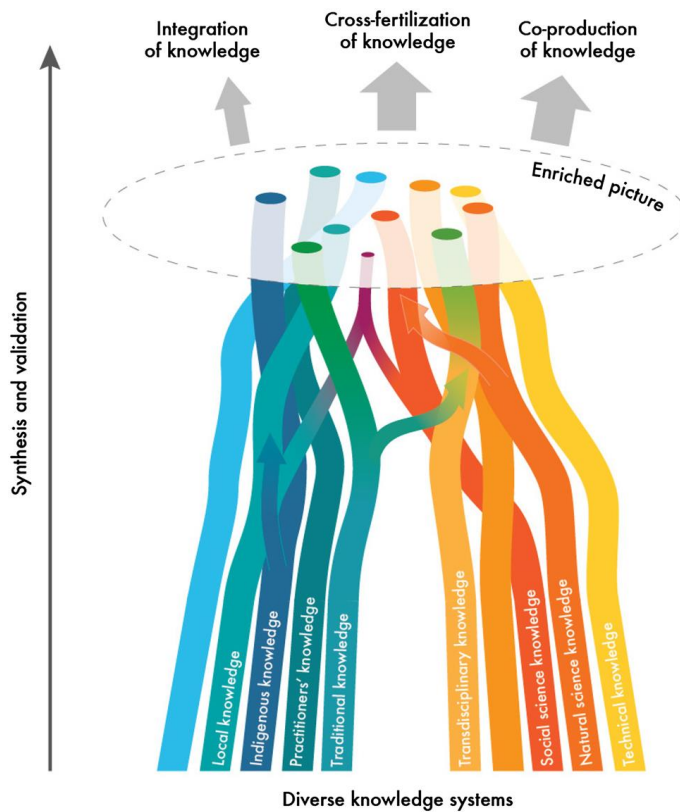 Integration
of knowledge
Cross-fertilization
of knowledge
Co-production
of knowledge
Enriched picture
Synthesis and validation
Local knowledge
Indigenous knowledge
Practitioners’ knowledge
Traditional knowledge
Transdisciplinary knowledge
Social science knowledge
Natural science knowledge
Technical knowledge
Diverse knowledge systems